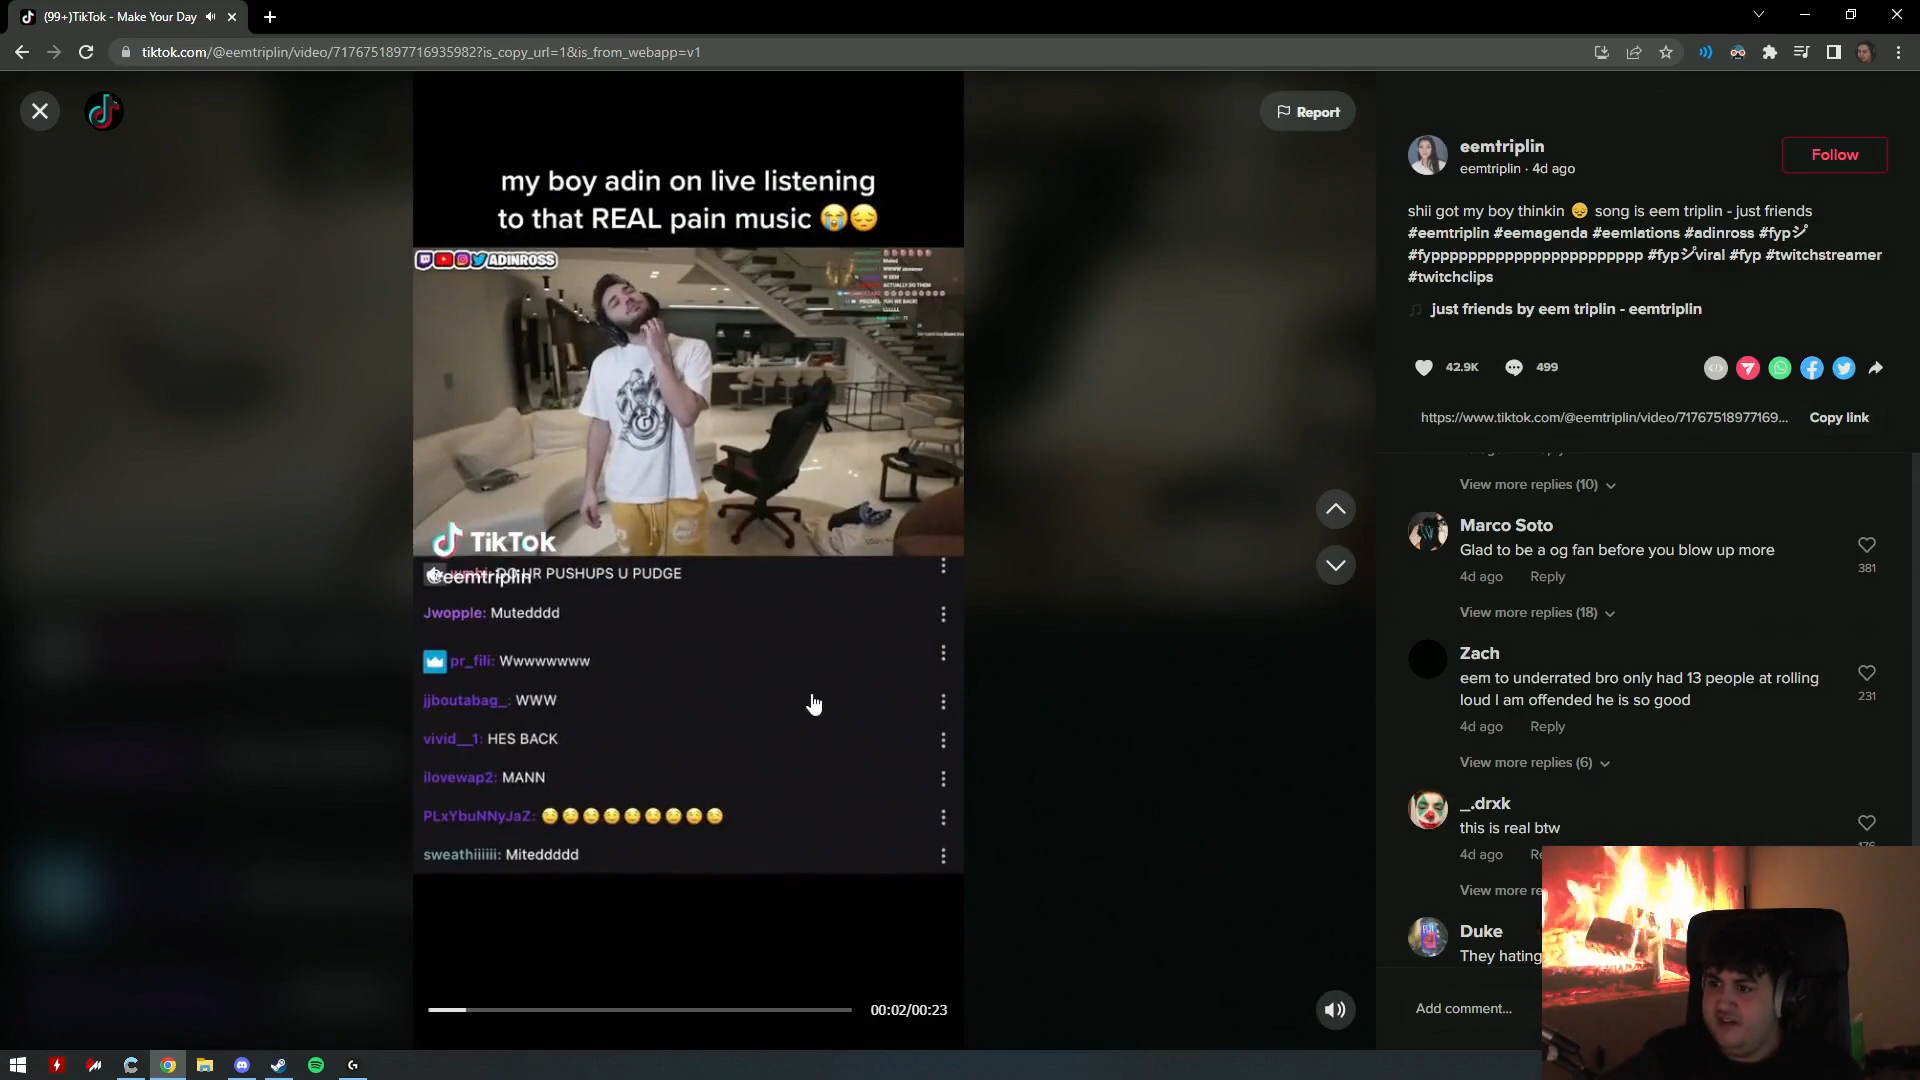 (99+)TikTok - Make Your Day
tiktok.com/@eemtriplin/video/7176751897716935982?is_copy_url=1&is_from_webapp=v1
Report
my boy adin on live listening
to that REAL pain music 😭😔
ADINROSS
ACTUALLY DO THEM
TikTok
@eemtriplin
HR PUSHUPS U PUDGE
Jwopple: Mutedddd
pr_fili: Wwwwwwww
jjboutabag_: WWW
vivid__1: HES BACK
ilovewap2: MANN
PLxYbuNNyJaZ:
sweathiiiiii: Miteddddd
00:02/00:23
eemtriplin
eemtriplin · 4d ago
Follow
shii got my boy thinkin 😔 song is eem triplin - just friends
#eemtriplin #eemagenda #eemlations #adinross #fypシ
#fyppppppppppppppppppppppp #fypシviral #fyp #twitchstreamer
#twitchclips
just friends by eem triplin - eemtriplin
42.9K
499
https://www.tiktok.com/@eemtriplin/video/71767518977169...
Copy link
View more replies (10)
Marco Soto
Glad to be a og fan before you blow up more
381
4d ago Reply
View more replies (18)
Zach
eem to underrated bro only had 13 people at rolling
loud I am offended he is so good
231
4d ago Reply
View more replies (6)
_.drxk
this is real btw
4d ago
View more
Duke
They hating
Add comment...